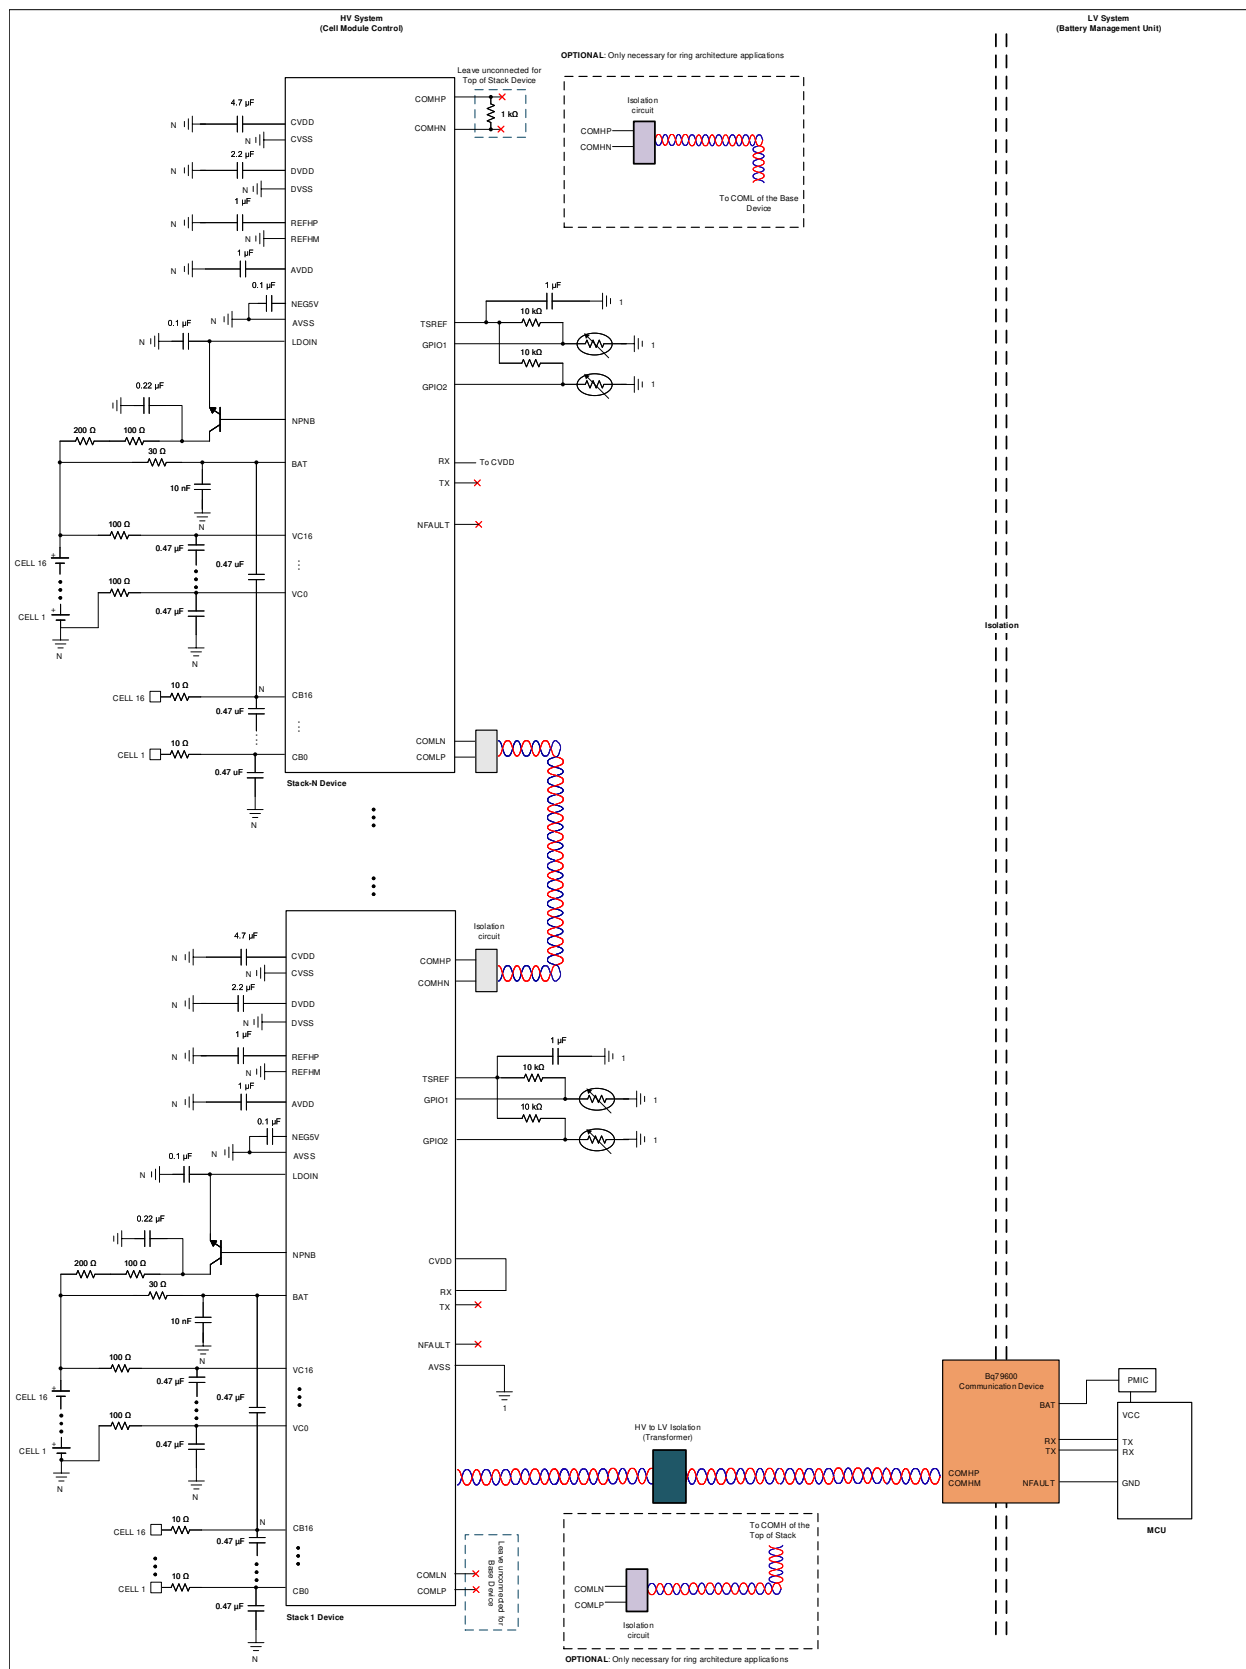 HV System
(Cell Module Control)
LV System
(Battery Management Unit)
OPTIONAL: Only necessary for ring architecture applications
Leave unconnected for
Top of Stack Device
COMHP
1 kΩ
COMHN
Isolation
circuit
COMHP
COMHN
To COML of the Base
Device
4.7 µF
N
CVDD
N
CVSS
2.2 µF
N
DVDD
N
DVSS
1 µF
N
REFHP
N
REFHM
1 µF
N
AVDD
0.1 µF
NEG5V
N
AVSS
0.1 µF
N
LDOIN
0.22 µF
NPNB
200 Ω
100 Ω
30 Ω
BAT
10 nF
N
100 Ω
VC16
0.47 µF
0.47 uF
CELL 16
+
100 Ω
VC0
0.47 µF
CELL 1
+
N
N
10 Ω
N
CELL 16
CB16
0.47 uF
10 Ω
CELL 1
CB0
0.47 uF
N
1 µF
1
TSREF
10 kΩ
GPIO1
1
10 kΩ
GPIO2
1
RX
To CVDD
TX
NFAULT
Isolation
COMLN
COMLP
Stack-N Device
Isolation
circuit
COMHP
COMHN
4.7 µF
N
CVDD
N
CVSS
2.2 µF
N
DVDD
N
DVSS
1 µF
N
REFHP
N
REFHM
1 µF
N
AVDD
0.1 µF
NEG5V
N
AVSS
0.1 µF
N
LDOIN
0.22 µF
NPNB
200 Ω
100 Ω
30 Ω
BAT
10 nF
N
100 Ω
VC16
0.47 µF
0.47 µF
CELL 16
+
100 Ω
VC0
0.47 µF
CELL 1
+
N
N
10 Ω
N
CELL 16
CB16
0.47 µF
10 Ω
CELL 1
CB0
0.47 µF
N
1 µF
1
TSREF
10 kΩ
GPIO1
1
10 kΩ
GPIO2
1
CVDD
RX
TX
NFAULT
AVSS
1
HV to LV Isolation
(Transformer)
Bq79600
Communication Device
BAT
RX
TX
COMHP
COMHM
NFAULT
PMIC
VCC
TX
RX
GND
MCU
COMLN
COMLP
Leave unconnected for
Base Device
Stack 1 Device
To COMH of the
Top of Stack
COMLN
COMLP
Isolation
circuit
OPTIONAL: Only necessary for ring architecture applications